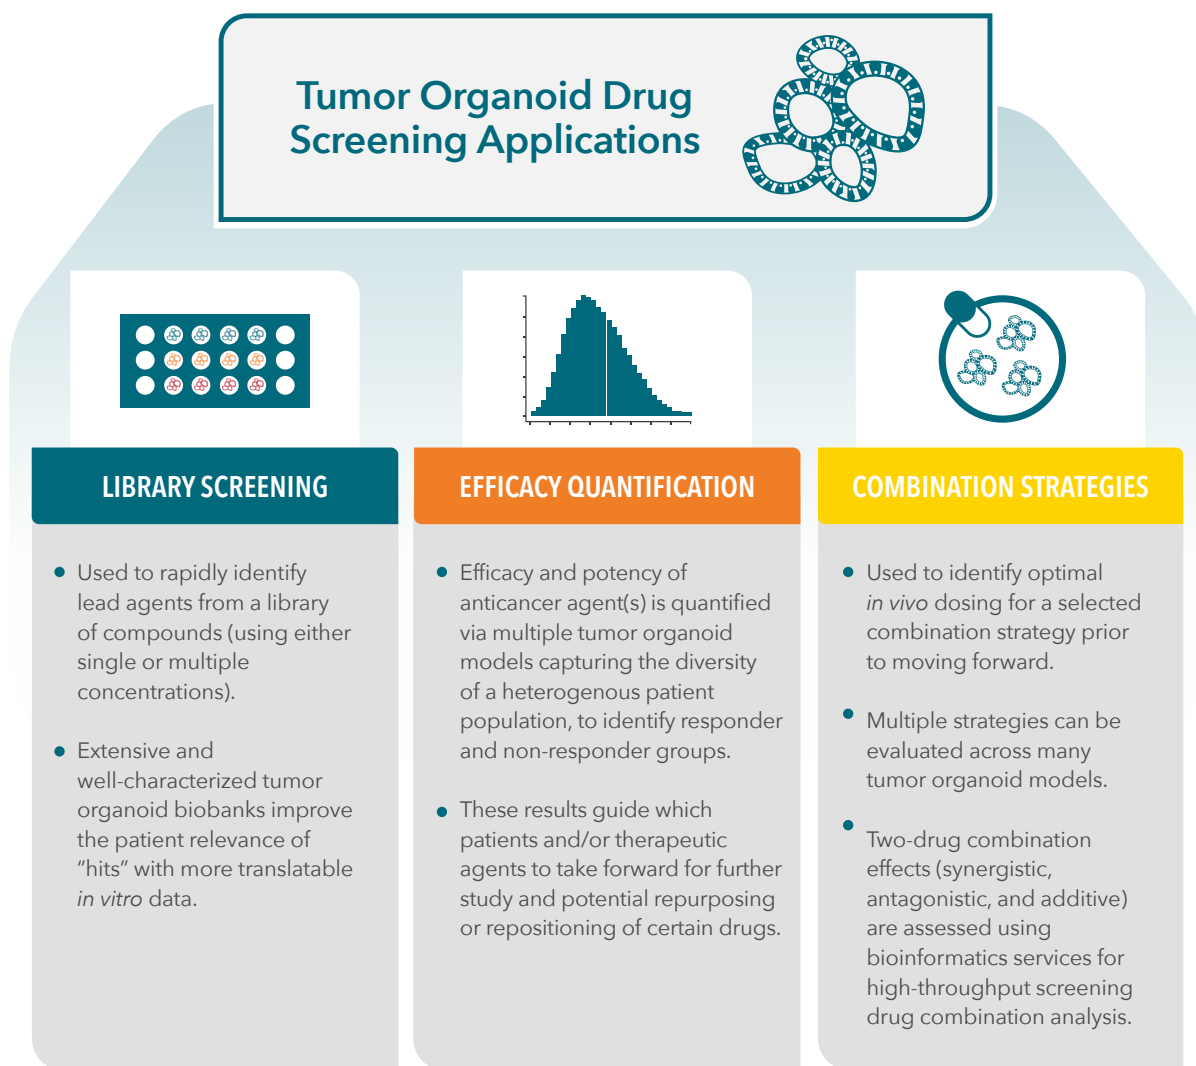 Tumor Organoid Drug
Screening Applications
LIBRARY SCREENING
• Used to rapidly identify
lead agents from a library
of compounds (using either
single or multiple
concentrations).
• Extensive and
well-characterized tumor
organoid biobanks improve
the patient relevance of
“hits” with more translatable
in vitro data.
EFFICACY QUANTIFICATION
• Efficacy and potency of
anticancer agent(s) is quantified
via multiple tumor organoid
models capturing the diversity
of a heterogenous patient
population, to identify responder
and non-responder groups.
• These results guide which
patients and/or therapeutic
agents to take forward for further
study and potential repurposing
or repositioning of certain drugs.
COMBINATION STRATEGIES
• Used to identify optimal
in vivo dosing for a selected
combination strategy prior
to moving forward.
• Multiple strategies can be
evaluated across many
tumor organoid models.
• Two-drug combination
effects (synergistic,
antagonistic, and additive)
are assessed using
bioinformatics services for
high-throughput screening
drug combination analysis.